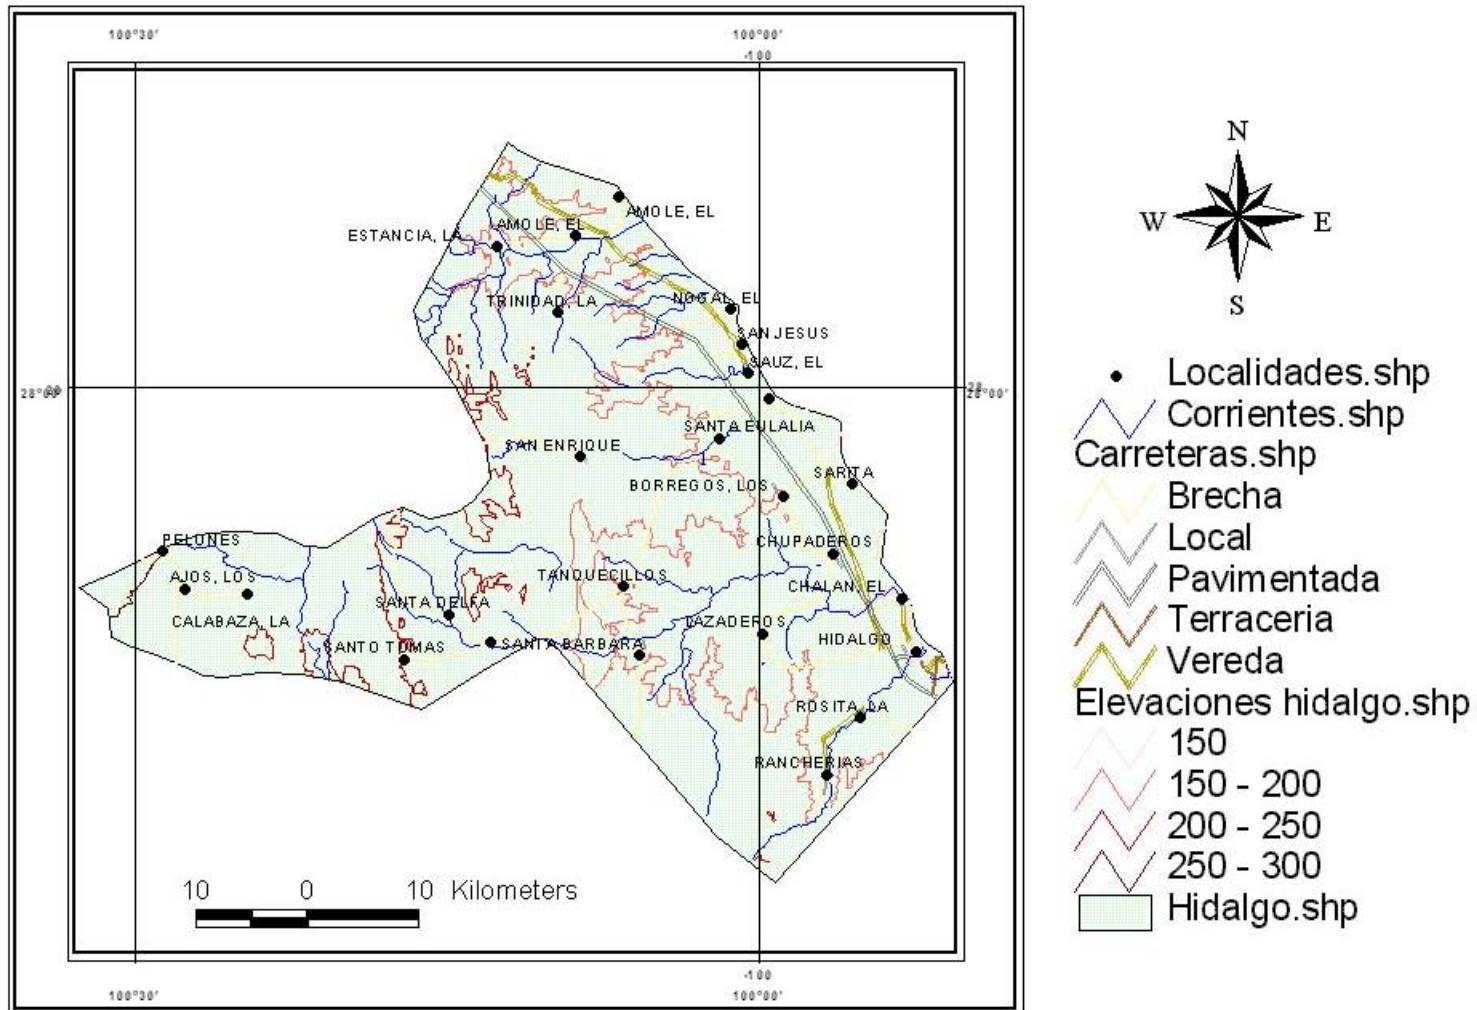 100°30'
100°00'
-100
AMOLE, EL
AMOLE, EL
ESTANCIA, LA
TRINIDAD, LA
NOGAL, EL
SAN JESUS
SAUZ, EL
28
28°00'
28
28°00'
SANTA EULALIA
SAN ENRIQUE
SARITA
BORREGOS, LOS
PELONES
CHUPADEROS
AJOS, LOS
TANQUECILLOS
CHALAN, EL
SANTA DELFA
CALABAZA, LA
LAZADEROS
HIDALGO
SANTO TOMAS
SANTA BARBARA
ROSITA, LA
RANCHERIAS
10 0 10 Kilometers
-100
100°30'
100°00'
N
W E
S
Localidades.shp
Corrientes.shp
Carreteras.shp
Brecha
Local
Pavimentada
Terraceria
Vereda
Elevaciones hidalgo.shp
150
150 - 200
200 - 250
250 - 300
Hidalgo.shp